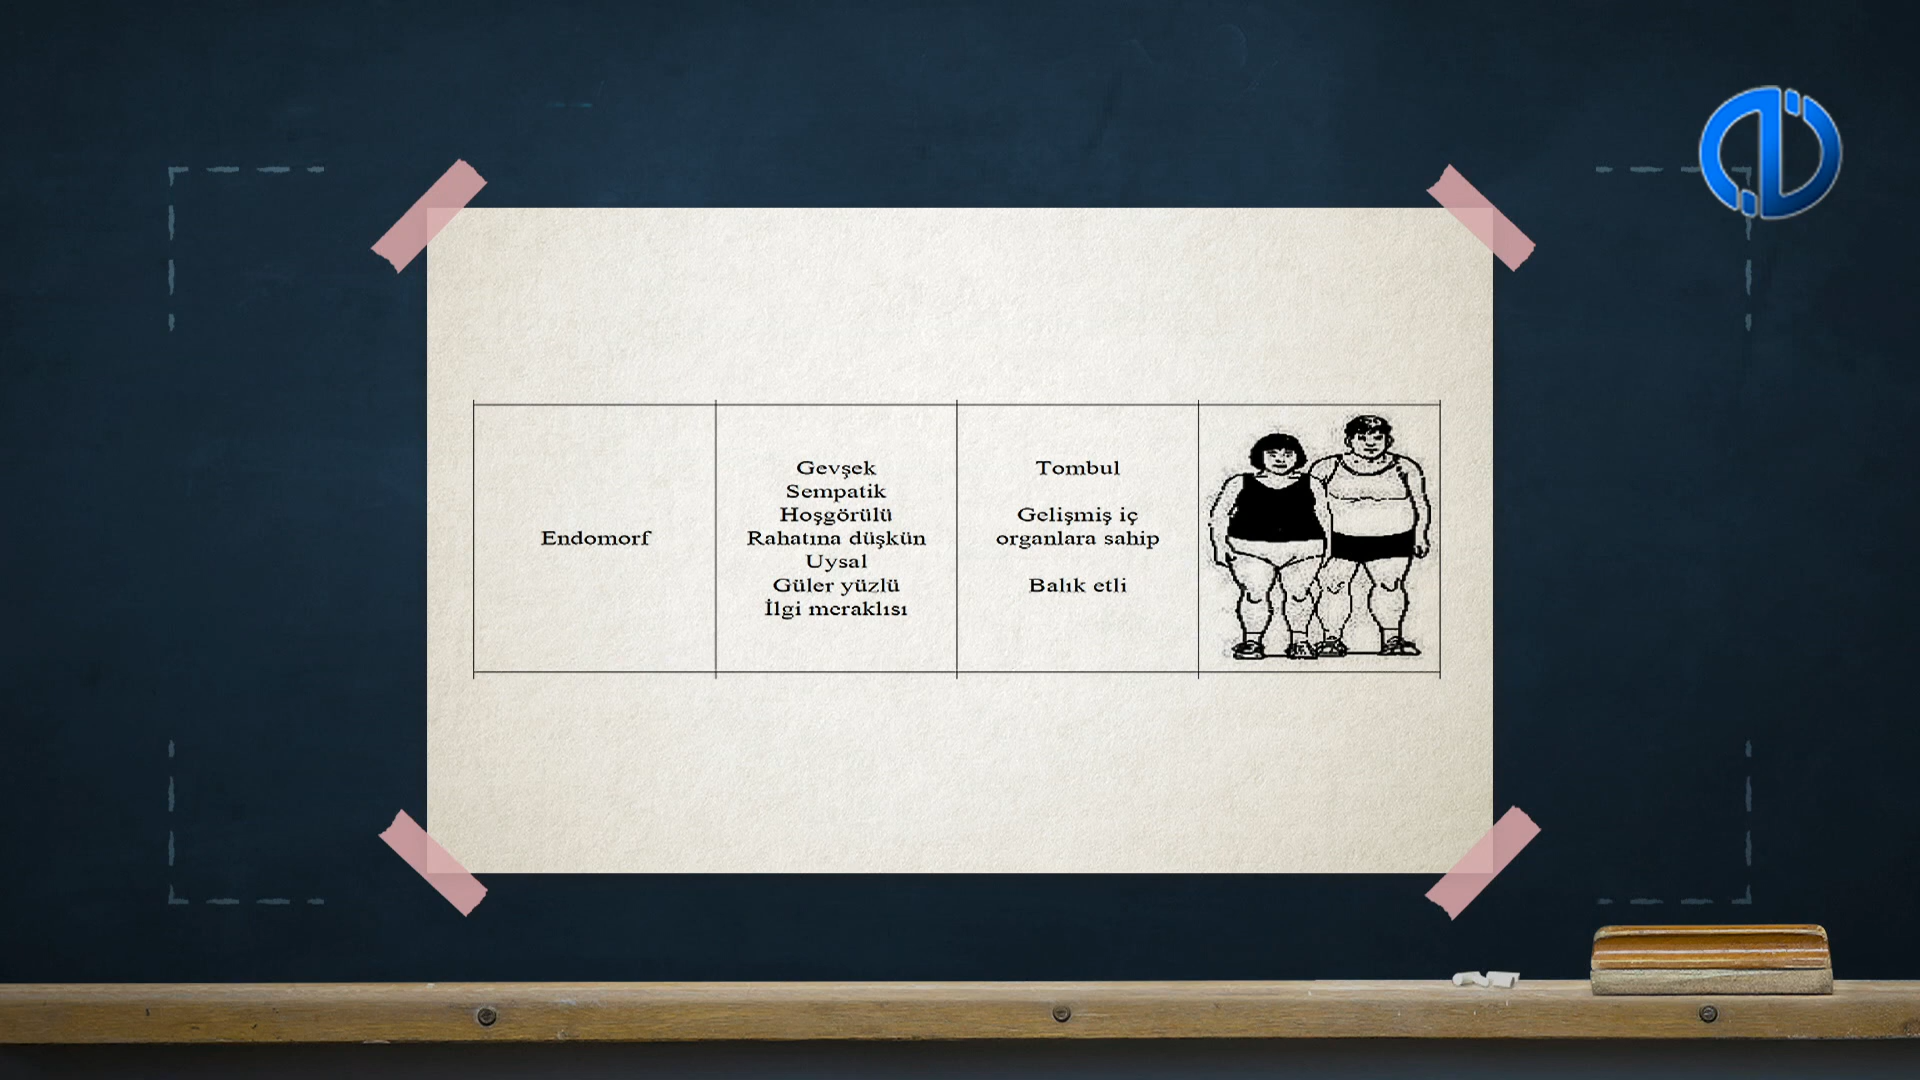 Endomorf
Gevşek
Sempatik
Hoşgörülü
Rahatına düşkün
Uysal
Güler yüzlü
İlgi meraklısı
Tombul
Gelişmiş iç
organlara sahip
Balık etli